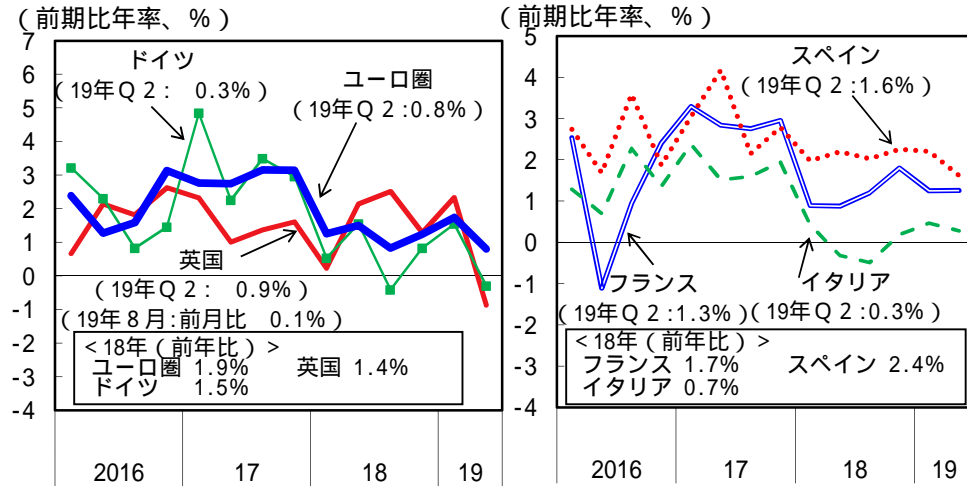 (前期比年率、%)
7
6
5
4
3
2
1
0
-1
-2
-3
-4
ドイツ
(19年Q2: 0.3%)
ユーロ圏
(19年Q2:0.8%)
英国
(19年Q2: 0.9%)
(19年8月:前月比 0.1%)
<18年(前年比)>
ユーロ圏 1.9% 英国 1.4%
ドイツ 1.5%
2016 17 18 19
(前期比年率、%)
5
4
3
2
1
0
-1
-2
-3
-4
スペイン
(19年Q2:1.6%)
フランス
(19年Q2:1.3%)
イタリア
(19年Q2:0.3%)
<18年(前年比)>
フランス 1.7% スペイン 2.4%
イタリア 0.7%
2016 17 18 19